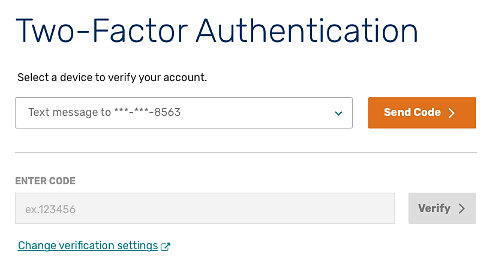 Two-Factor Authentication
Select a device to verify your account.
Text message to ***-***-8563
Send Code
ENTER CODE
ex.123456
Verify
Change verification settings